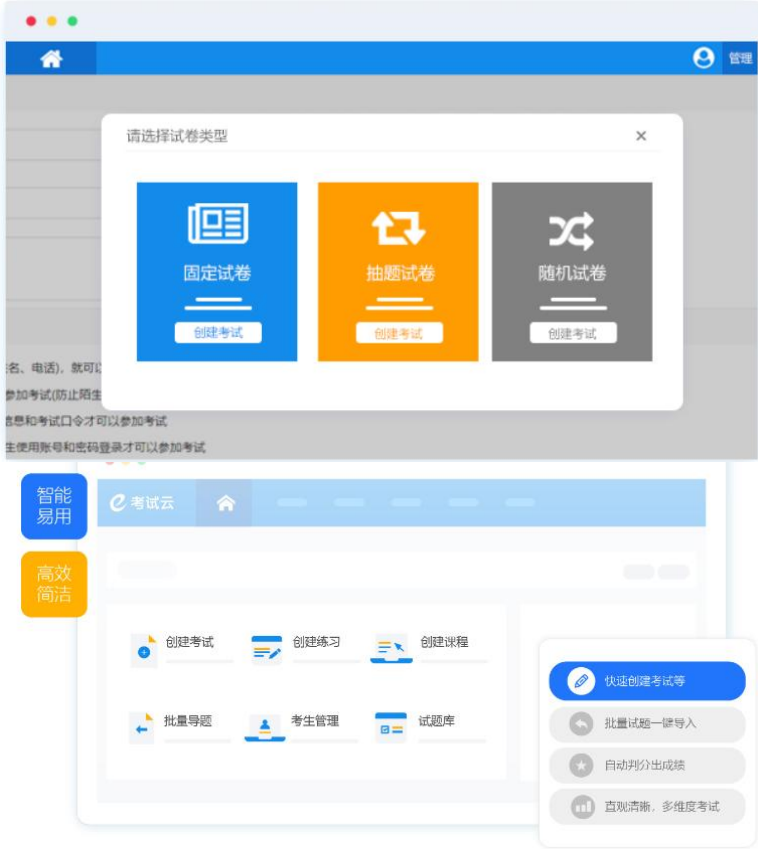 管理
请选择试卷类型
×
固定试卷
抽题试卷
随机试卷
创建考试
创建考试
创建考试
名、电话)，就可以
参加考试(防止陌生
信息和考试口令才可以参加考试
生使用账号和密码登录才可以参加考试
智能
易用
考试云
高效
简洁
创建考试
创建练习
创建课程
批量导题
考生管理
试题库
快速创建考试等
批量试题一键导入
自动判分出成绩
直观清晰，多维度考试